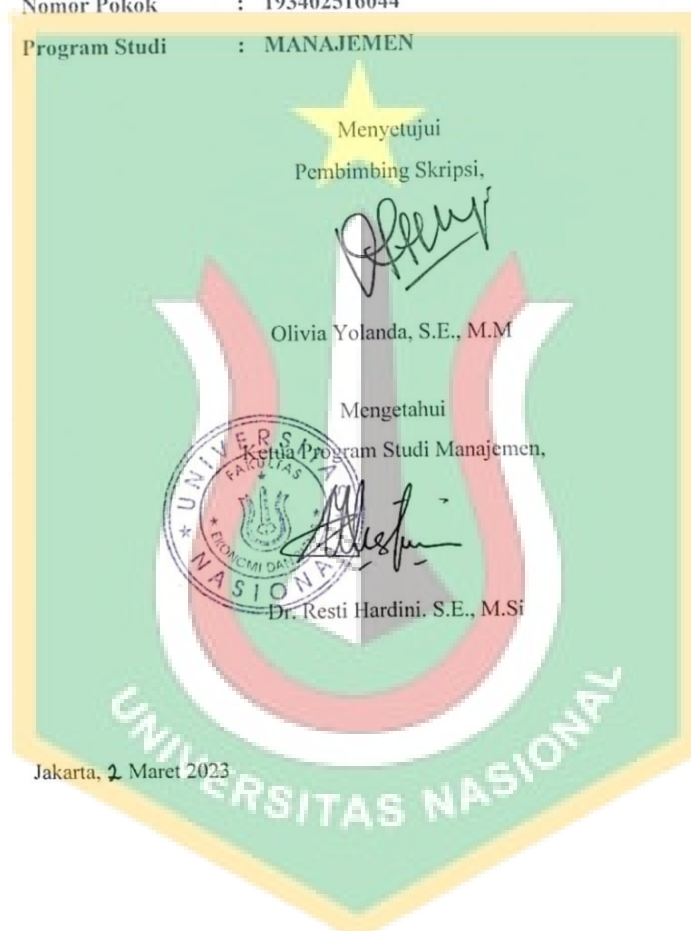 Nomor Pokok : 193402516044
Program Studi : MANAJEMEN
Menyetujui
Pembimbing Skripsi,
Olivia Yolanda, S.E., M.M
Mengetahui
Ketua Program Studi Manajemen,
UNIVERSITAS
FAKULTAS
EKONOMI DAN
NASIONAL
Dr. Resti Hardini. S.E., M.Si
Jakarta, 2 Maret 2023
UNIVERSITAS NASIONAL